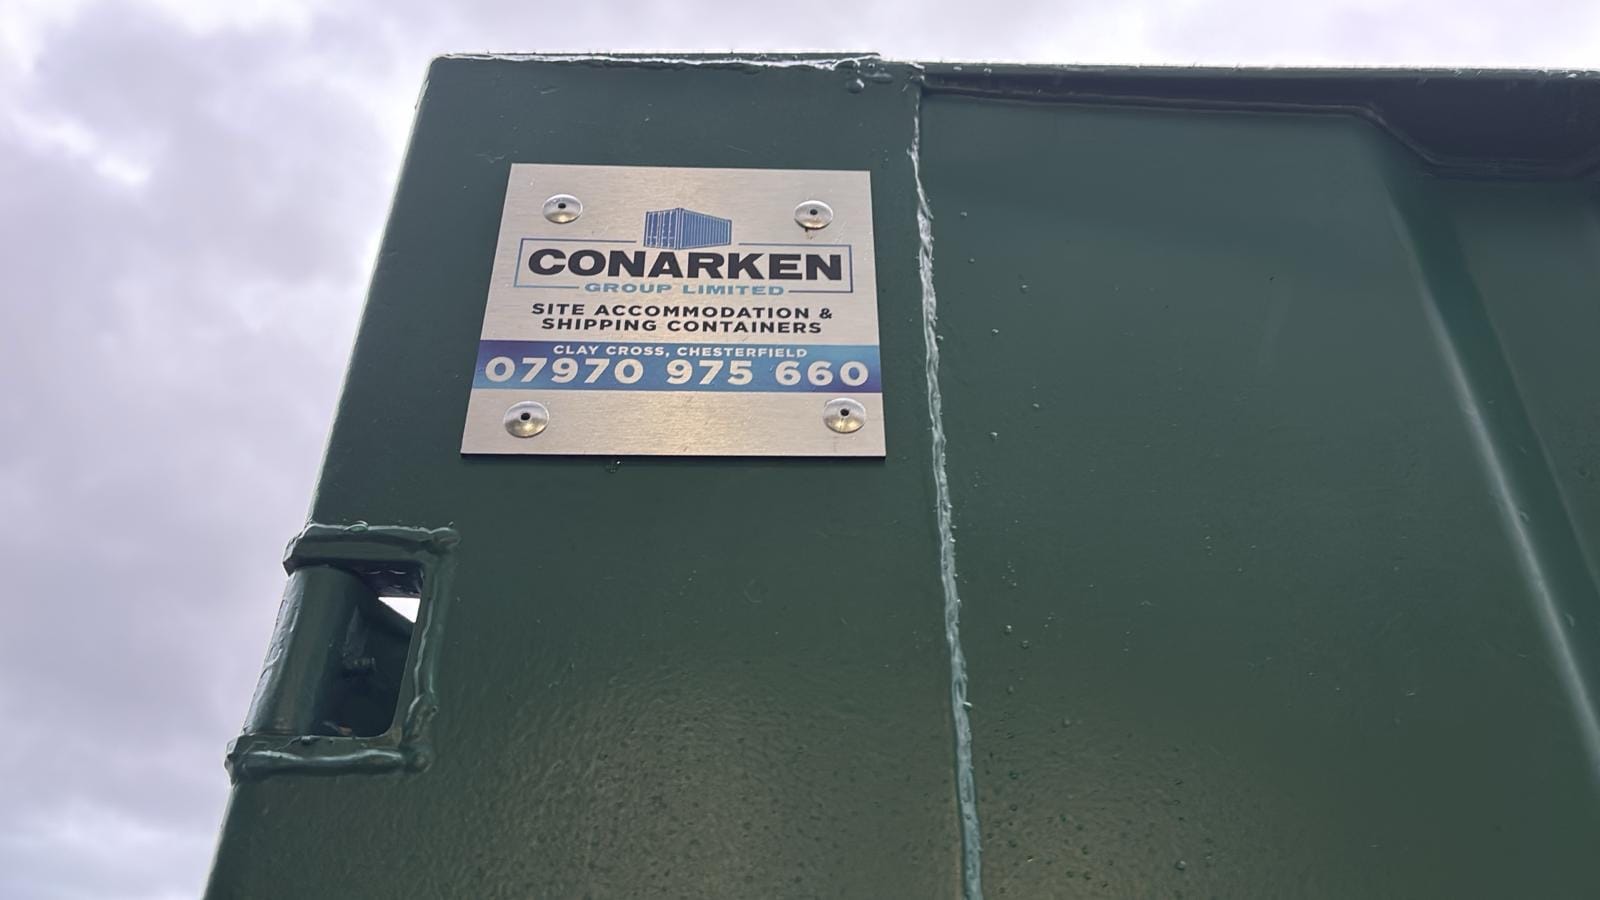 CONARKEN
GROUP LIMITED
SITE ACCOMMODATION &
SHIPPING CONTAINERS
CLAY CROSS, CHESTERFIELD
07970 975 660